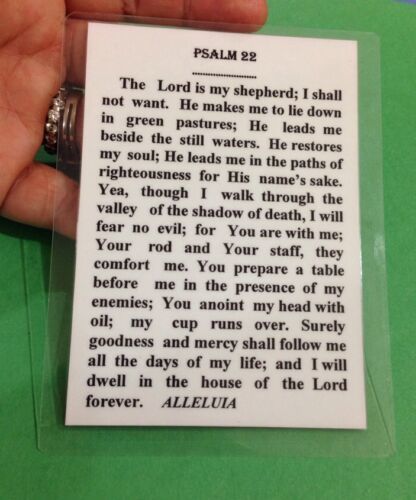 PSALM 22
..........................
The Lord is my shepherd; I shall
not want. He makes me to lie down
in green pastures; He leads me
beside the still waters. He restores
my soul; He leads me in the paths of
righteousness for His name's sake.
Yea, though I walk through the
valley of the shadow of death, I will
fear no evil; for You are with me;
Your rod and Your staff, they
comfort me. You prepare a table
before me in the presence of my
enemies; You anoint my head with
oil; my cup runs over. Surely
goodness and mercy shall follow me
all the days of my life; and I will
dwell in the house of the Lord
forever. ALLELUIA